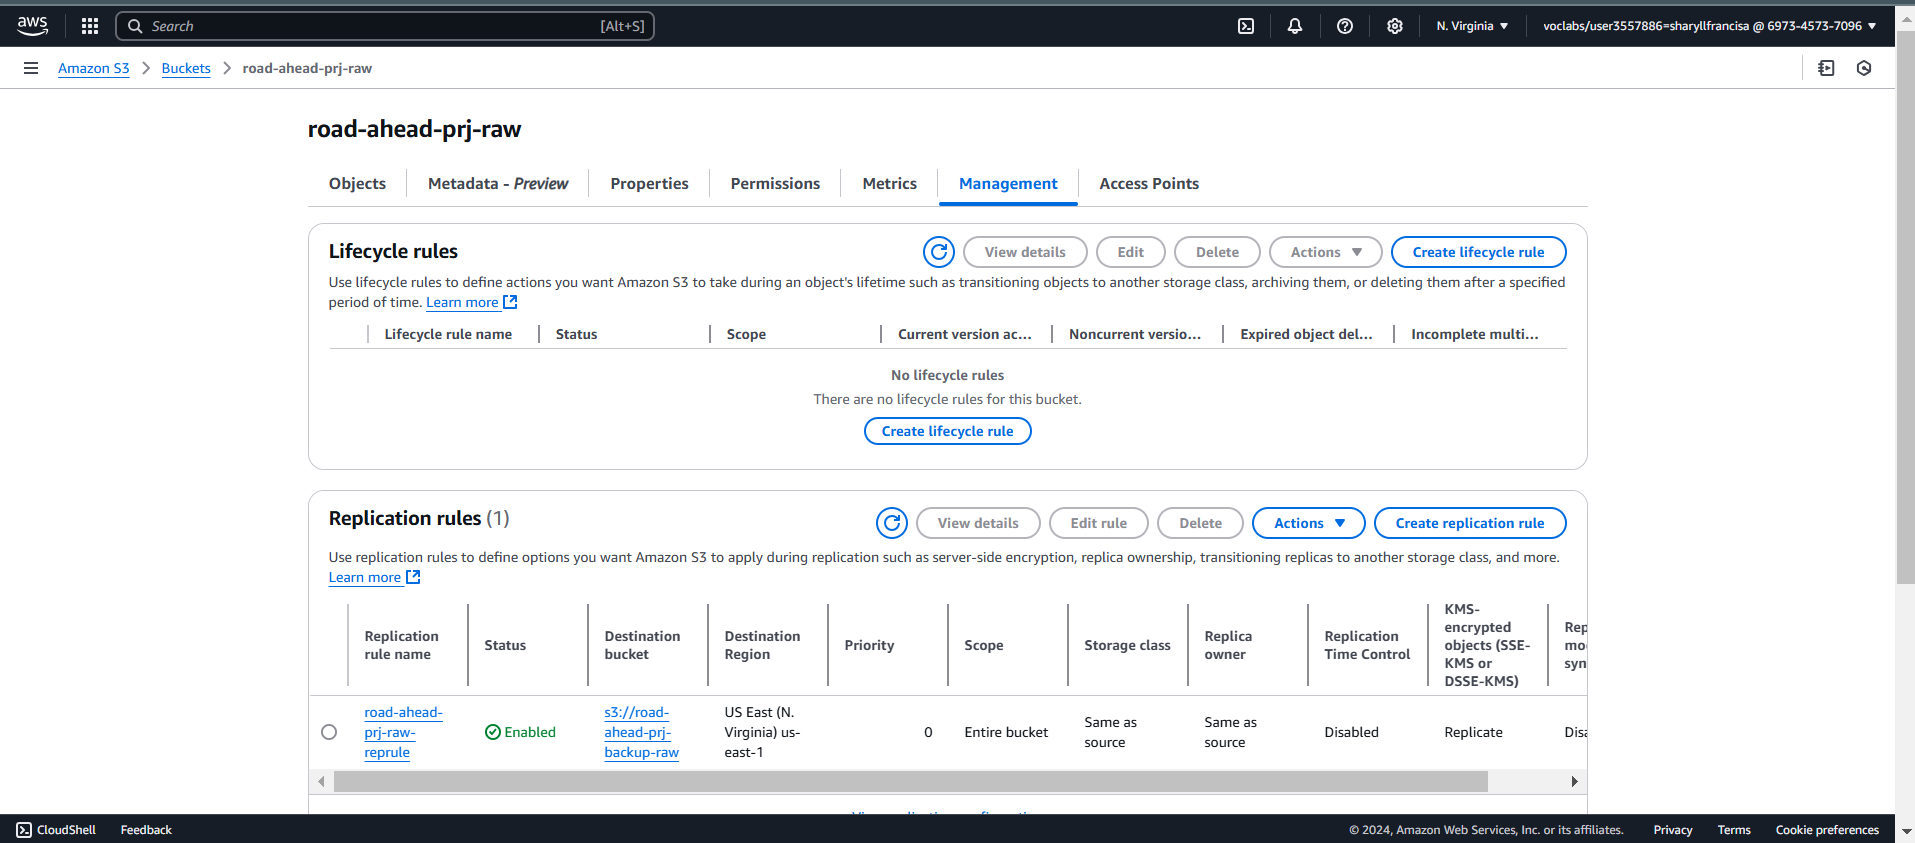 aws
Search [Alt+S]
N. Virginia
voclabs/user3557886=sharyllfrancisa @ 6973-4573-7096
Amazon S3
Buckets
road-ahead-prj-raw
road-ahead-prj-raw
Objects
Metadata - Preview
Properties
Permissions
Metrics
Management
Access Points
Lifecycle rules
View details
Edit
Delete
Actions
Create lifecycle rule
Use lifecycle rules to define actions you want Amazon S3 to take during an object's lifetime such as transitioning objects to another storage class, archiving them, or deleting them after a specified
period of time. Learn more
Lifecycle rule name
Status
Scope
Current version ac...
Noncurrent versio...
Expired object del...
Incomplete multi...
No lifecycle rules
There are no lifecycle rules for this bucket.
Create lifecycle rule
Replication rules (1)
View details
Edit rule
Delete
Actions
Create replication rule
Use replication rules to define options you want Amazon S3 to apply during replication such as server-side encryption, replica ownership, transitioning replicas to another storage class, and more.
Learn more
Replication
rule name
Status
Destination
bucket
Destination
Region
Priority
Scope
Storage class
Replica
owner
Replication
Time Control
KMS-
encrypted
objects (SSE-
KMS or
DSSE-KMS)
road-ahead-
prj-raw-
reprule
Enabled
s3://road-
ahead-prj-
backup-raw
US East (N.
Virginia) us-
east-1
0
Entire bucket
Same as
source
Same as
source
Disabled
Replicate
CloudShell
Feedback
© 2024, Amazon Web Services, Inc. or its affiliates.
Privacy
Terms
Cookie preferences